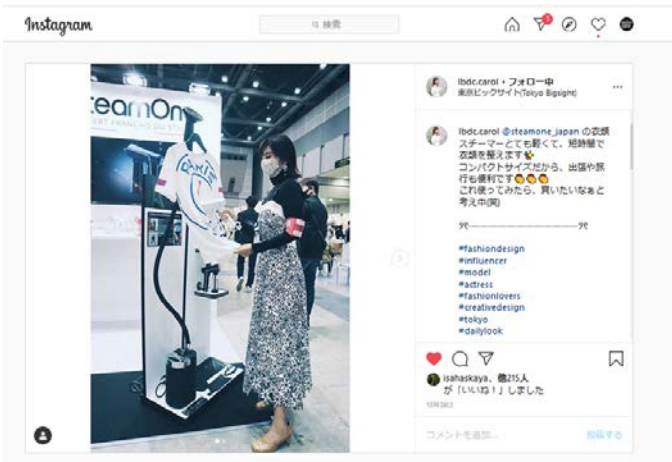 Instagram
検索
lbdc.carol・フォロー中
東京ビックサイト(Tokyo Bigsight)
teamOn
ERT FRANÇAIS DU
PARIS
lbdc.carol @steamone_japan の衣類
スチーマーとても軽くて、短時間で
衣類を整えます
コンパクトサイズだから、出張や旅
行も便利です👏👏👏
これ使ってみたら、買いたいなぁと
考え中(笑)
#fashiondesign
#influencer
#model
#actress
#fashionlovers
#creativedesign
#tokyo
#dailylook
isahaskaya、他215人
が「いいね！」しました
コメントを追加...
投稿する